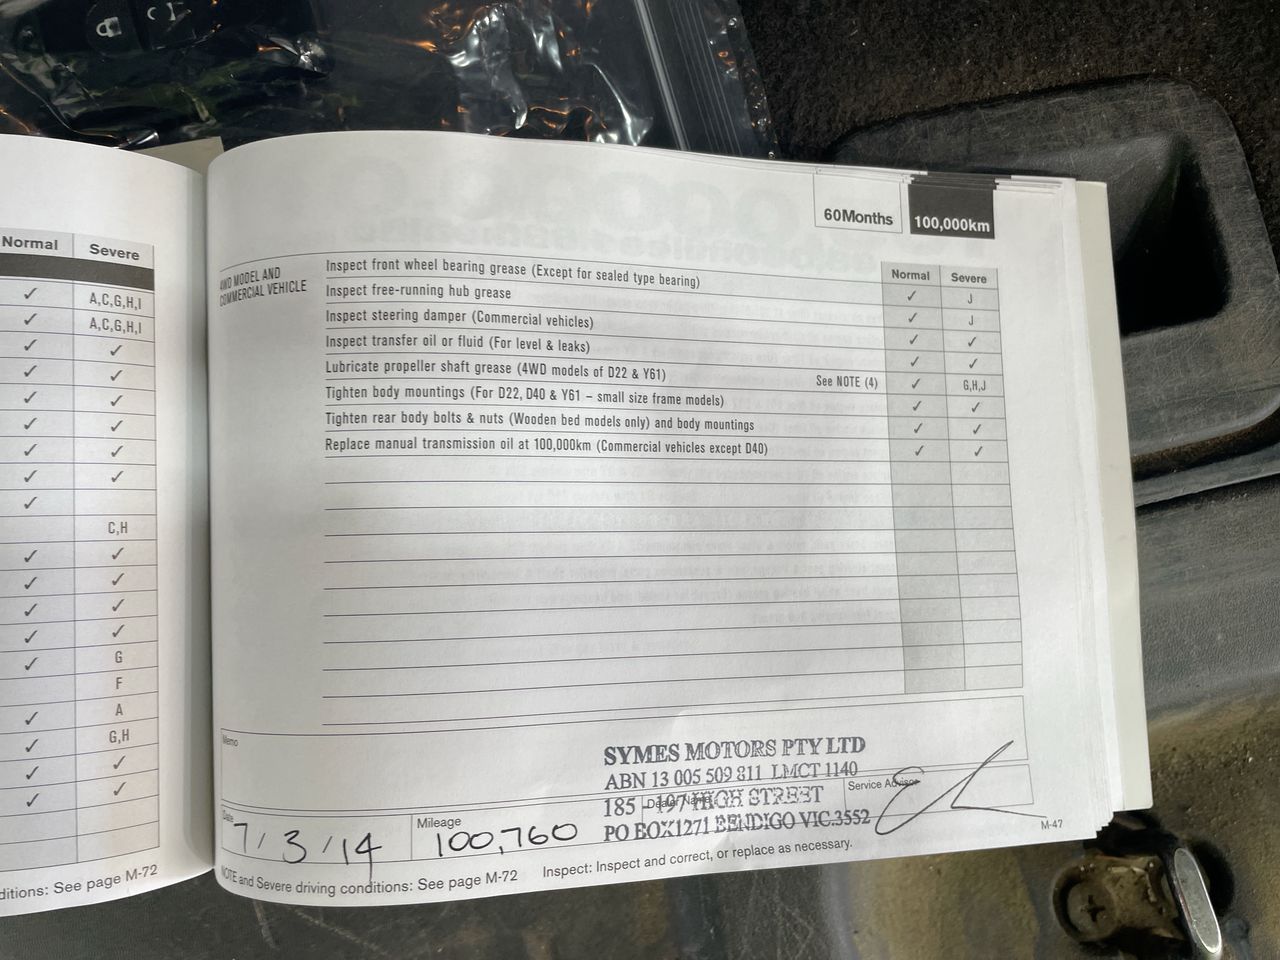 Normal Severe
✓ A,C,G,H,I
✓ A,C,G,H,I
✓ ✓
✓ ✓
✓ ✓
✓ ✓
✓ ✓
✓ ✓
✓
C,H
✓ ✓
✓ ✓
✓ ✓
✓ ✓
✓ G
F
✓ A
✓ G,H
✓ ✓
✓ ✓
ditions: See page M-72
60Months 100,000km
Normal Severe
4WD MODEL AND
COMMERCIAL VEHICLE
Inspect front wheel bearing grease (Except for sealed type bearing) ✓ J
Inspect free-running hub grease ✓ J
Inspect steering damper (Commercial vehicles) ✓ ✓
Inspect transfer oil or fluid (For level & leaks) ✓ ✓
Lubricate propeller shaft grease (4WD models of D22 & Y61) See NOTE (4) ✓ G,H,J
Tighten body mountings (For D22, D40 & Y61 – small size frame models) ✓ ✓
Tighten rear body bolts & nuts (Wooden bed models only) and body mountings ✓ ✓
Replace manual transmission oil at 100,000km (Commercial vehicles except D40) ✓ ✓
Memo
SYMES MOTORS PTY LTD
ABN 13 005 509 811 LMCT 1140
185 - 197 HIGH STREET
PO BOX1271 BENDIGO VIC.3552
Dealer Name
Service Advisor
Date
7/3/14
Mileage
100,760
M-47
NOTE and Severe driving conditions: See page M-72 Inspect: Inspect and correct, or replace as necessary.